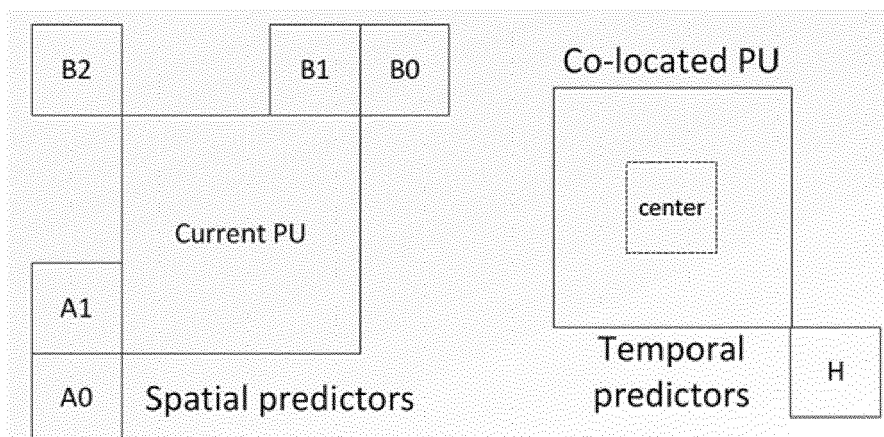 B2
B1
B0
Current PU
A1
A0
Spatial predictors
Co-located PU
center
Temporal
predictors
H